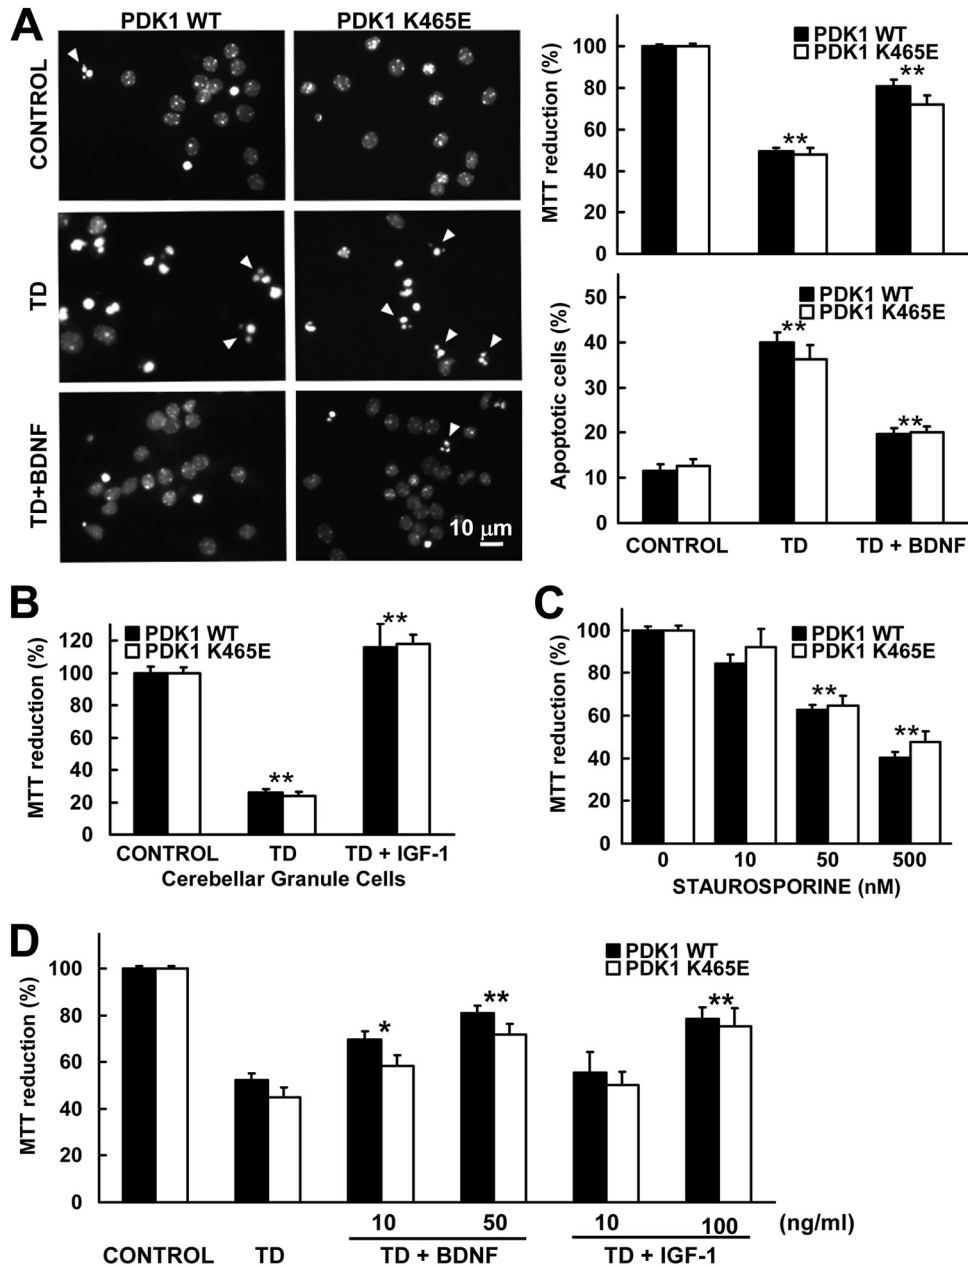 A
PDK1 WT
PDK1 K465E
CONTROL
TD
TD+BDNF
10 μm
MTT reduction (%)
100
80
60
40
20
0
PDK1 WT
PDK1 K465E
**
**
Apoptotic cells (%)
50
40
30
20
10
0
PDK1 WT
PDK1 K465E
**
**
CONTROL TD TD + BDNF
B
MTT reduction (%)
120
100
80
60
40
20
0
PDK1 WT
PDK1 K465E
**
**
CONTROL TD TD + IGF-1
Cerebellar Granule Cells
C
MTT reduction (%)
100
80
60
40
20
0
PDK1 WT
PDK1 K465E
**
**
0 10 50 500
STAUROSPORINE (nM)
D
MTT reduction (%)
100
80
60
40
20
0
PDK1 WT
PDK1 K465E
*
**
**
10 50 10 100 (ng/ml)
CONTROL TD TD + BDNF TD + IGF-1